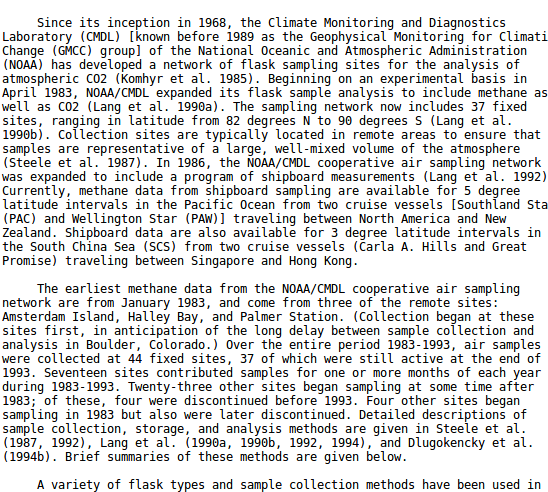 Since its inception in 1968, the Climate Monitoring and Diagnostics
Laboratory (CMDL) [known before 1989 as the Geophysical Monitoring for Climati
Change (GMCC) group] of the National Oceanic and Atmospheric Administration
(NOAA) has developed a network of flask sampling sites for the analysis of
atmospheric CO2 (Komhyr et al. 1985). Beginning on an experimental basis in
April 1983, NOAA/CMDL expanded its flask sample analysis to include methane as
well as CO2 (Lang et al. 1990a). The sampling network now includes 37 fixed
sites, ranging in latitude from 82 degrees N to 90 degrees S (Lang et al.
1990b). Collection sites are typically located in remote areas to ensure that
samples are representative of a large, well-mixed volume of the atmosphere
(Steele et al. 1987). In 1986, the NOAA/CMDL cooperative air sampling network
was expanded to include a program of shipboard measurements (Lang et al. 1992)
Currently, methane data from shipboard sampling are available for 5 degree
latitude intervals in the Pacific Ocean from two cruise vessels [Southland Sta
(PAC) and Wellington Star (PAW)] traveling between North America and New
Zealand. Shipboard data are also available for 3 degree latitude intervals in
the South China Sea (SCS) from two cruise vessels (Carla A. Hills and Great
Promise) traveling between Singapore and Hong Kong.
The earliest methane data from the NOAA/CMDL cooperative air sampling
network are from January 1983, and come from three of the remote sites:
Amsterdam Island, Halley Bay, and Palmer Station. (Collection began at these
sites first, in anticipation of the long delay between sample collection and
analysis in Boulder, Colorado.) Over the entire period 1983-1993, air samples
were collected at 44 fixed sites, 37 of which were still active at the end of
1993. Seventeen sites contributed samples for one or more months of each year
during 1983-1993. Twenty-three other sites began sampling at some time after
1983; of these, four were discontinued before 1993. Four other sites began
sampling in 1983 but also were later discontinued. Detailed descriptions of
sample collection, storage, and analysis methods are given in Steele et al.
(1987, 1992), Lang et al. (1990a, 1990b, 1992, 1994), and Dlugokencky et al.
(1994b). Brief summaries of these methods are given below.
A variety of flask types and sample collection methods have been used in